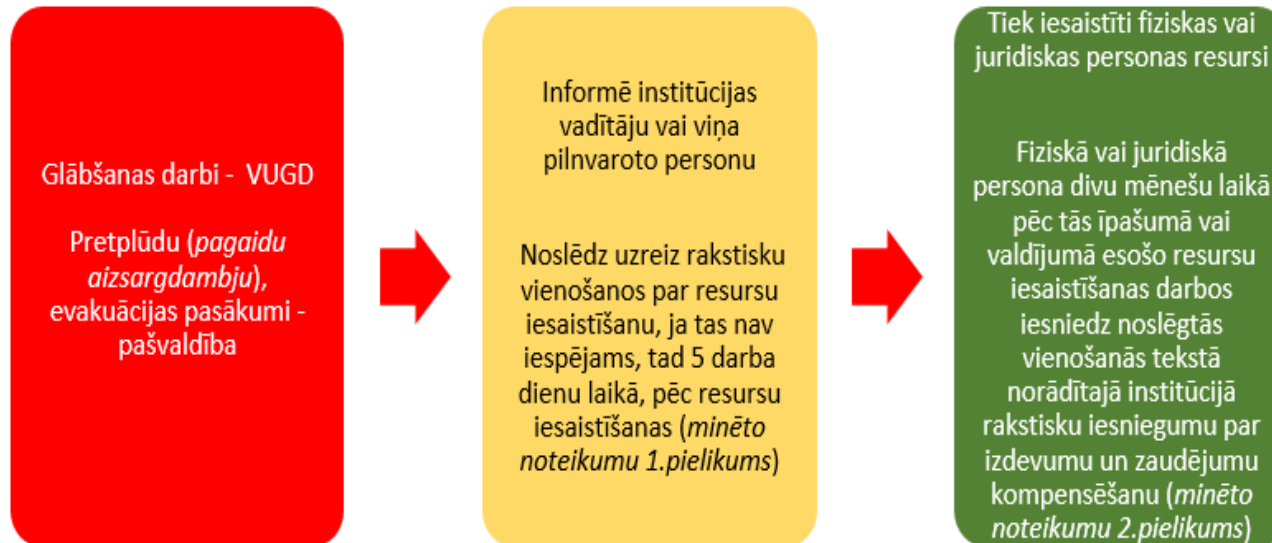 Glābšanas darbi - VUGD
Pretplūdu (pagaidu
aizsargdambju),
evakuācijas pasākumi -
pašvaldība
Informē institūcijas
vadītāju vai viņa
pilnvaroto personu
Noslēdz uzreiz rakstisku
vienošanos par resursu
iesaistīšanu, ja tas nav
iespējams, tad 5 darba
dienu laikā, pēc resursu
iesaistīšanas (minēto
noteikumu 1.pielikums)
Tiek iesaistīti fiziskas vai
juridiskas personas resursi
Fiziskā vai juridiskā
persona divu mēnešu laikā
pēc tās īpašumā vai
valdījumā esošo resursu
iesaistīšanas darbos
iesniedz noslēgtās
vienošanās tekstā
norādītajā institūcijā
rakstisku iesniegumu par
izdevumu un zaudējumu
kompensēšanu (minēto
noteikumu 2.pielikums)